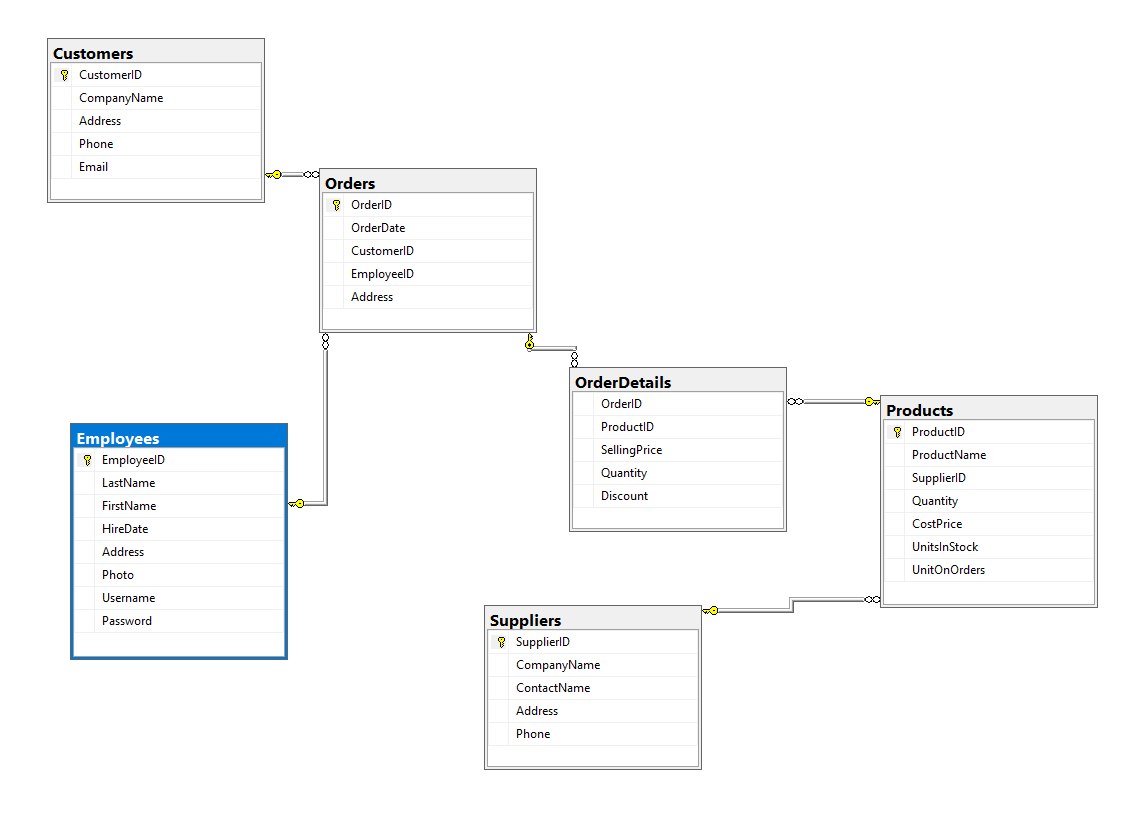 Customers
CustomerID
CompanyName
Address
Phone
Email
Orders
OrderID
OrderDate
CustomerID
EmployeeID
Address
OrderDetails
OrderID
ProductID
SellingPrice
Quantity
Discount
Products
ProductID
ProductName
SupplierID
Quantity
CostPrice
UnitsInStock
UnitOnOrders
Employees
EmployeeID
LastName
FirstName
HireDate
Address
Photo
Username
Password
Suppliers
SupplierID
CompanyName
ContactName
Address
Phone